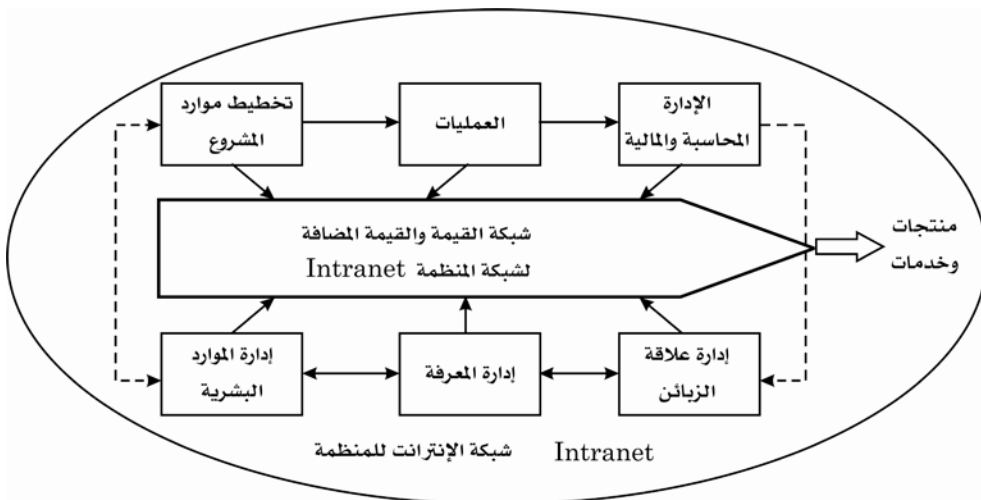 الإدارة
المحاسبة والمالية
العمليات
تخطيط موارد
المشروع
شبكة القيمة والقيمة المضافة
لشبكة المنظمة Intranet
منتجات
وخدمات
إدارة علاقة
الزبائن
إدارة المعرفة
إدارة الموارد
البشرية
شبكة الإنترانت للمنظمة Intranet